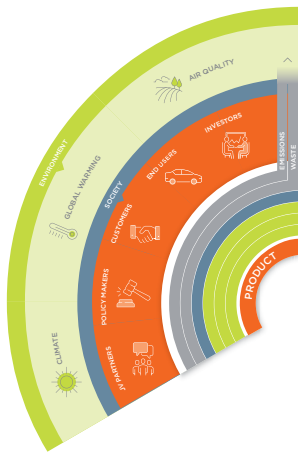 ENVIRONMENT
AIR QUALITY
GLOBAL WARMING
CLIMATE
SOCIETY
INVESTORS
END USERS
CUSTOMERS
POLICY MAKERS
JV PARTNERS
EMISSIONS
WASTE
PRODUCT